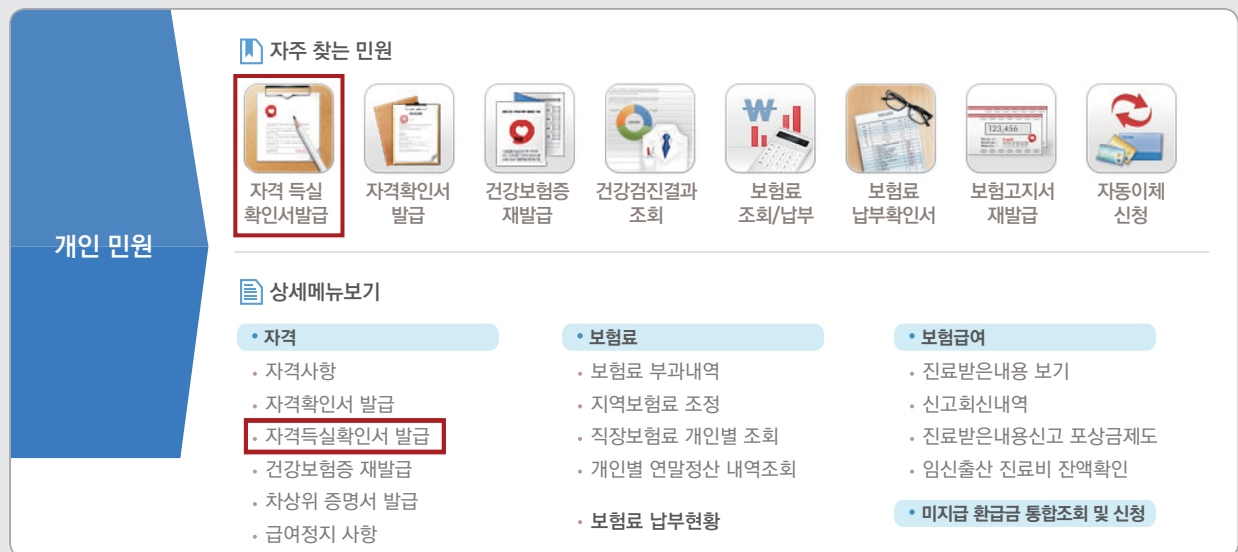 개인 민원
자주 찾는 민원
자격 득실
확인서발급
자격확인서
발급
건강보험증
재발급
건강검진결과
조회
보험료
조회/납부
보험료
납부확인서
보험고지서
재발급
자동이체
신청
123,456
상세메뉴보기
• 자격
• 자격사항
• 자격확인서 발급
• 자격득실확인서 발급
• 건강보험증 재발급
• 차상위 증명서 발급
• 급여정지 사항
• 보험료
• 보험료 부과내역
• 지역보험료 조정
• 직장보험료 개인별 조회
• 개인별 연말정산 내역조회
• 보험료 납부현황
• 보험급여
• 진료받은내용 보기
• 신고회신내역
• 진료받은내용신고 포상금제도
• 임신출산 진료비 잔액확인
• 미지급 환급금 통합조회 및 신청